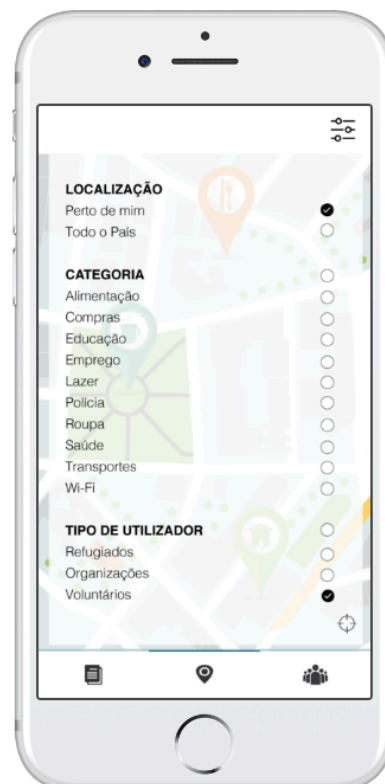 LOCALIZAÇÃO
Perto de mim
Todo o País
CATEGORIA
Alimentação
Compras
Educação
Emprego
Lazer
Polícia
Roupa
Saúde
Transportes
Wi-Fi
TIPO DE UTILIZADOR
Refugiados
Organizações
Voluntários